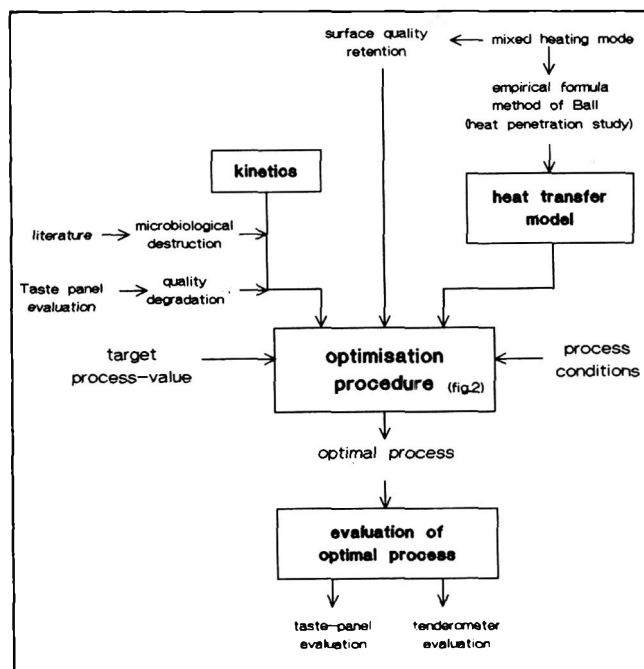 surface quality
retention
mixed heating mode
empirical formula
method of Ball
(heat penetration study)
kinetics
heat transfer
model
literature
microbiological
destruction
Taste panel
evaluation
quality
degradation
target
process-value
optimisation
procedure (fig.2)
process
conditions
optimal process
evaluation of
optimal process
taste-panel
evaluation
tenderometer
evaluation